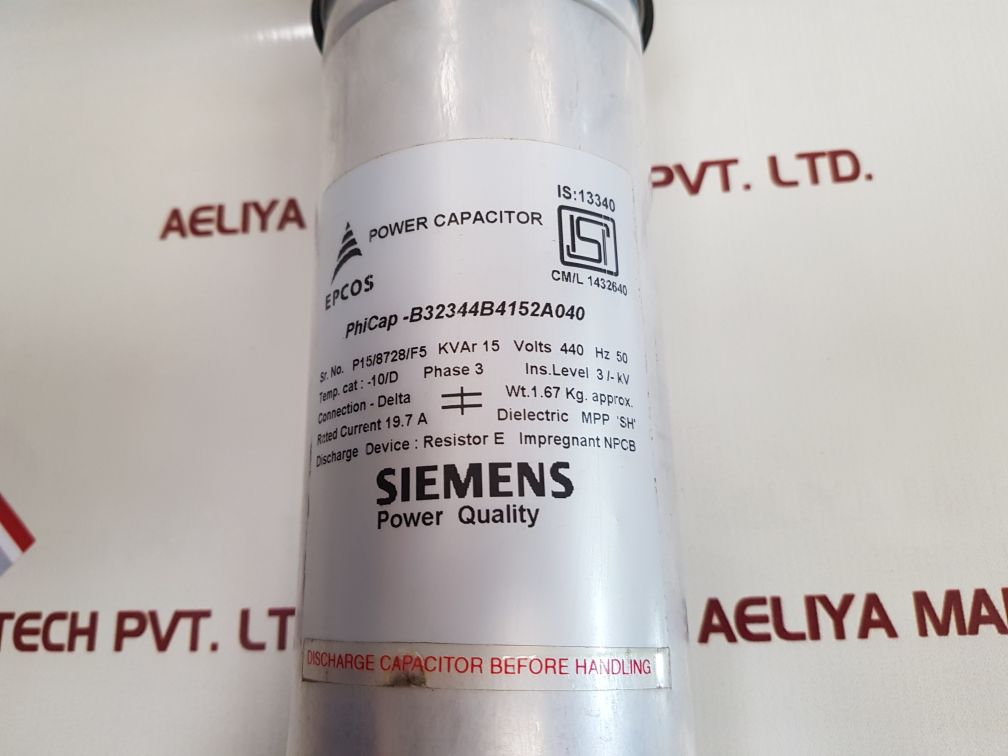 AELIYA
PVT. LTD.
IS:13340
POWER CAPACITOR
ISI
CM/L 1432640
EPCOS
PhiCap -B32344B4152A040
Sr. No. P15/8728/F5 KVAr 15 Volts 440 Hz 50
Temp. cat : -10/D Phase 3 Ins.Level 3 /- kV
Connection - Delta Wt.1.67 Kg. approx.
Rated Current 19.7 A Dielectric MPP 'SH'
Discharge Device : Resistor E Impregnant NPCB
SIEMENS
Power Quality
TECH PVT. LT
AELIYA MA
DISCHARGE CAPACITOR BEFORE HANDLING